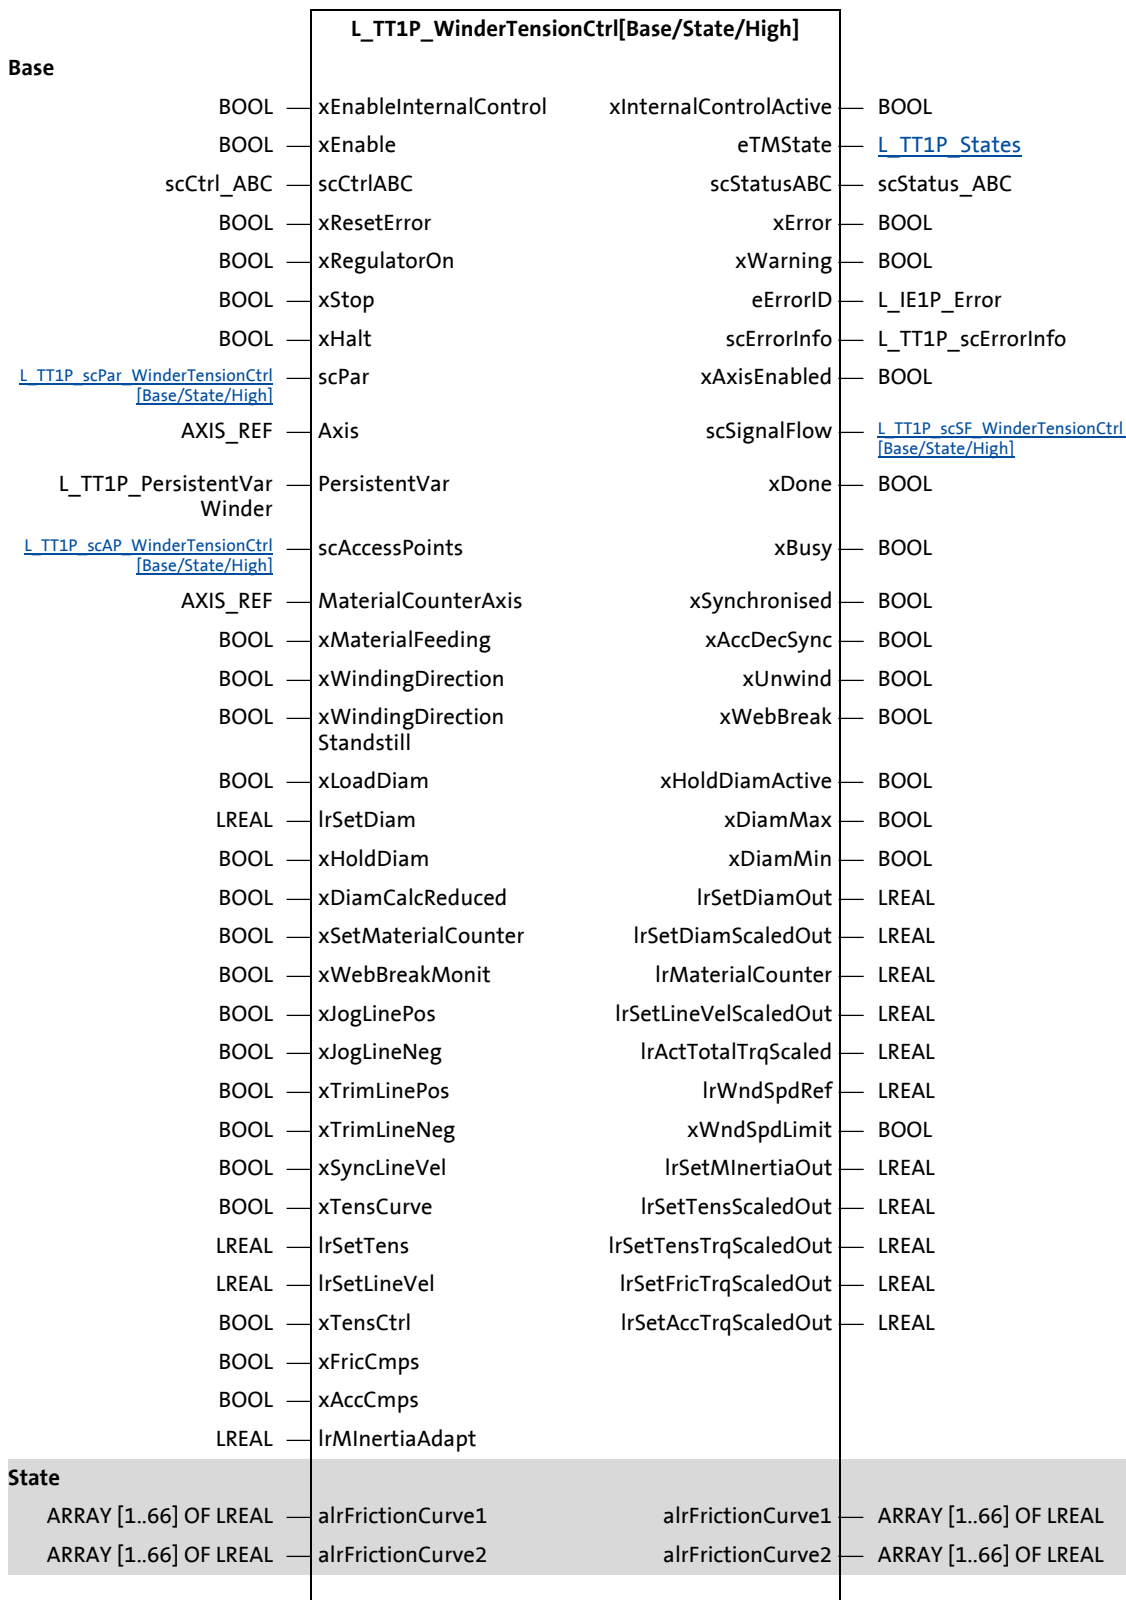 L_TT1P_WinderTensionCtrl[Base/State/High]
Base
BOOL xEnableInternalControl xInternalControlActive BOOL
BOOL xEnable eTMState L_TT1P_States
scCtrl_ABC scCtrlABC scStatusABC scStatus_ABC
BOOL xResetError xError BOOL
BOOL xRegulatorOn xWarning BOOL
BOOL xStop eErrorID L_IE1P_Error
BOOL xHalt scErrorInfo L_TT1P_scErrorInfo
L_TT1P_scPar_WinderTensionCtrl scPar xAxisEnabled BOOL
[Base/State/High]
AXIS_REF Axis scSignalFlow L_TT1P_scSF_WinderTensionCtrl
[Base/State/High]
L_TT1P_PersistentVar PersistentVar xDone BOOL
Winder
L_TT1P_scAP_WinderTensionCtrl scAccessPoints xBusy BOOL
[Base/State/High]
AXIS_REF MaterialCounterAxis xSynchronised BOOL
BOOL xMaterialFeeding xAccDecSync BOOL
BOOL xWindingDirection xUnwind BOOL
BOOL xWindingDirection xWebBreak BOOL
Standstill
BOOL xLoadDiam xHoldDiamActive BOOL
LREAL lrSetDiam xDiamMax BOOL
BOOL xHoldDiam xDiamMin BOOL
BOOL xDiamCalcReduced lrSetDiamOut LREAL
BOOL xSetMaterialCounter lrSetDiamScaledOut LREAL
BOOL xWebBreakMonit lrMaterialCounter LREAL
BOOL xJogLinePos lrSetLineVelScaledOut LREAL
BOOL xJogLineNeg lrActTotalTrqScaled LREAL
BOOL xTrimLinePos lrWndSpdRef LREAL
BOOL xTrimLineNeg xWndSpdLimit BOOL
BOOL xSyncLineVel lrSetMInertiaOut LREAL
BOOL xTensCurve lrSetTensScaledOut LREAL
LREAL lrSetTens lrSetTensTrqScaledOut LREAL
LREAL lrSetLineVel lrSetFricTrqScaledOut LREAL
BOOL xTensCtrl lrSetAccTrqScaledOut LREAL
BOOL xFricCmps
BOOL xAccCmps
LREAL lrMInertiaAdapt
State
ARRAY [1..66] OF LREAL alrFrictionCurve1 alrFrictionCurve1 ARRAY [1..66] OF LREAL
ARRAY [1..66] OF LREAL alrFrictionCurve2 alrFrictionCurve2 ARRAY [1..66] OF LREAL